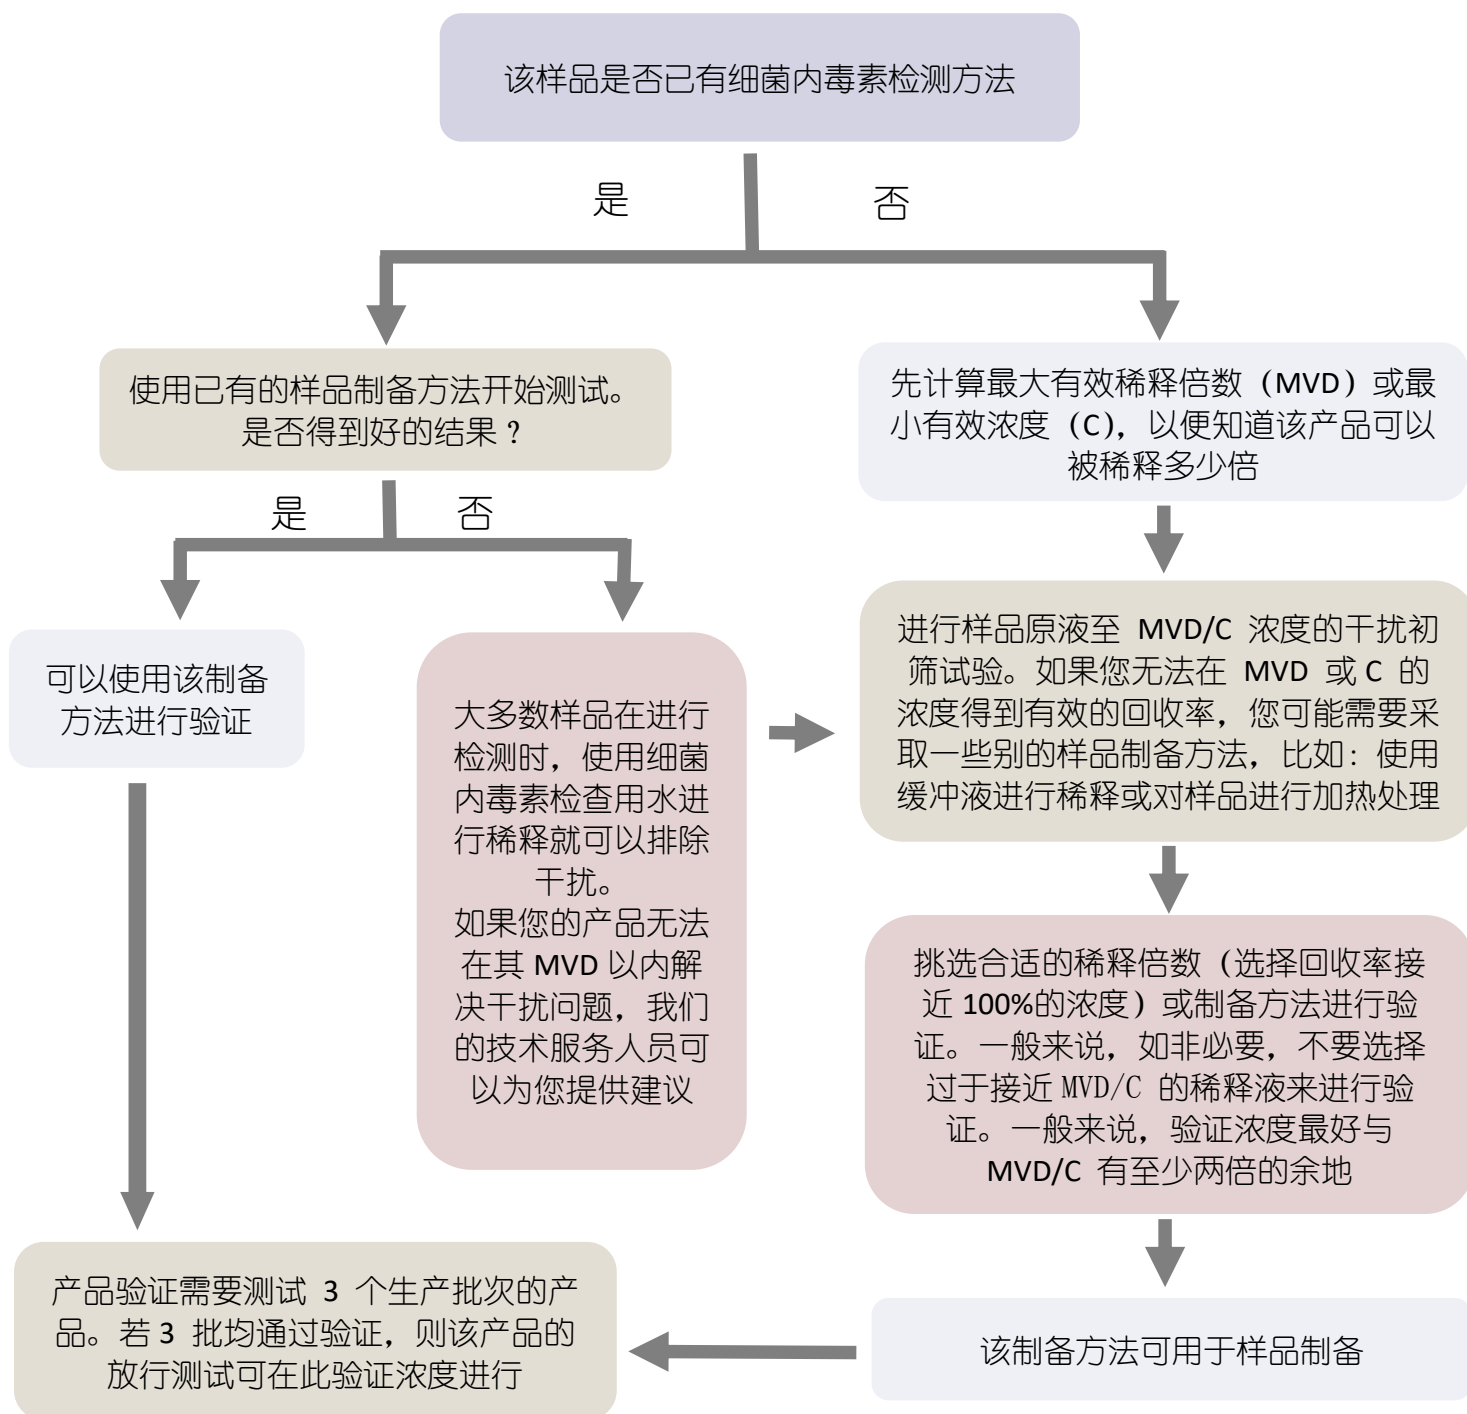 该样品是否已有细菌内毒素检测方法
是
否
使用已有的样品制备方法开始测试。
是否得到好的结果？
先计算最大有效稀释倍数（MVD）或最
小有效浓度（C），以便知道该产品可以
被稀释多少倍
是
否
可以使用该制备
方法进行验证
大多数样品在进行
检测时，使用细菌
内毒素检查用水进
行稀释就可以排除
干扰。
如果您的产品无法
在其 MVD 以内解
决干扰问题，我们
的技术服务人员可
以为您提供建议
进行样品原液至 MVD/C 浓度的干扰初
筛试验。如果您无法在 MVD 或 C 的
浓度得到有效的回收率，您可能需要采
取一些别的样品制备方法，比如：使用
缓冲液进行稀释或对样品进行加热处理
挑选合适的稀释倍数（选择回收率接
近 100%的浓度）或制备方法进行验
证。一般来说，如非必要，不要选择
过于接近 MVD/C 的稀释液来进行验
证。一般来说，验证浓度最好与
MVD/C 有至少两倍的余地
产品验证需要测试 3 个生产批次的产
品。若 3 批均通过验证，则该产品的
放行测试可在此验证浓度进行
该制备方法可用于样品制备